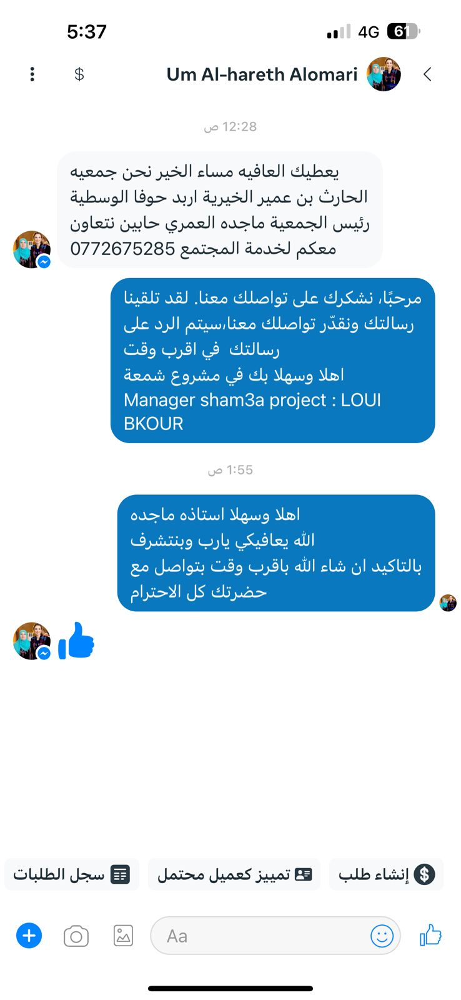 5:37
4G 61
$ Um Al-hareth Alomari
12:28 ص
يعطيك العافيه مساء الخير نحن جمعيه
الحارث بن عمير الخيرية اربد حوفا الوسطية
رئيس الجمعية ماجده العمري حابين نتعاون
معكم لخدمة المجتمع 0772675285
مرحبًا، نشكرك على تواصلك معنا. لقد تلقينا
رسالتك ونقدّر تواصلك معنا،سيتم الرد على
رسالتك  في اقرب وقت
اهلا وسهلا بك في مشروع شمعة
Manager sham3a project : LOUI
BKOUR
1:55 ص
اهلا وسهلا استاذه ماجده
الله يعافيكي يارب وبنتشرف
بالتاكيد ان شاء الله باقرب وقت بتواصل مع
حضرتك كل الاحترام
إنشاء طلب تمييز كعميل محتمل سجل الطلبات
Aa